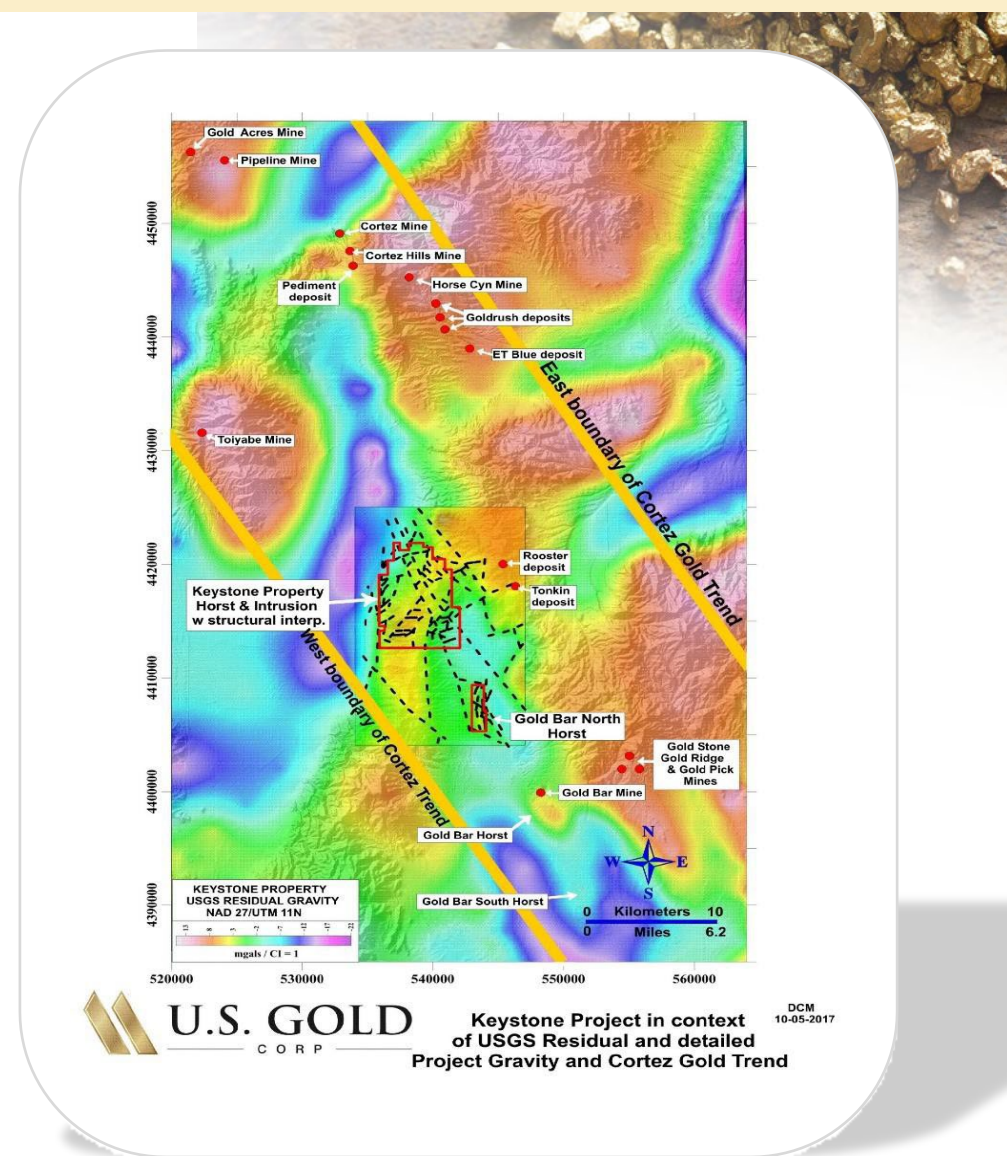 Gold Acres Mine
Pipeline Mine
Cortez Mine
Cortez Hills Mine
Pediment
deposit
Horse Cyn Mine
Goldrush deposits
ET Blue deposit
East boundary of Cortez Gold Trend
Toiyabe Mine
Rooster
deposit
Tonkin
deposit
Keystone Property
Horst & Intrusion
w structural interp.
West boundary of Cortez Trend
Gold Bar North
Horst
Gold Stone
Gold Ridge
& Gold Pick
Mines
Gold Bar Mine
Gold Bar Horst
Gold Bar South Horst
N
W
E
S
0 Kilometers 10
0 Miles 6.2
KEYSTONE PROPERTY
USGS RESIDUAL GRAVITY
NAD 27/UTM 11N
mgals / CI = 1
4450000
4440000
4430000
4420000
4410000
4400000
4390000
520000 530000 540000 550000 560000
U.S. GOLD
CORP
Keystone Project in context
of USGS Residual and detailed
Project Gravity and Cortez Gold Trend
DCM
10-05-2017